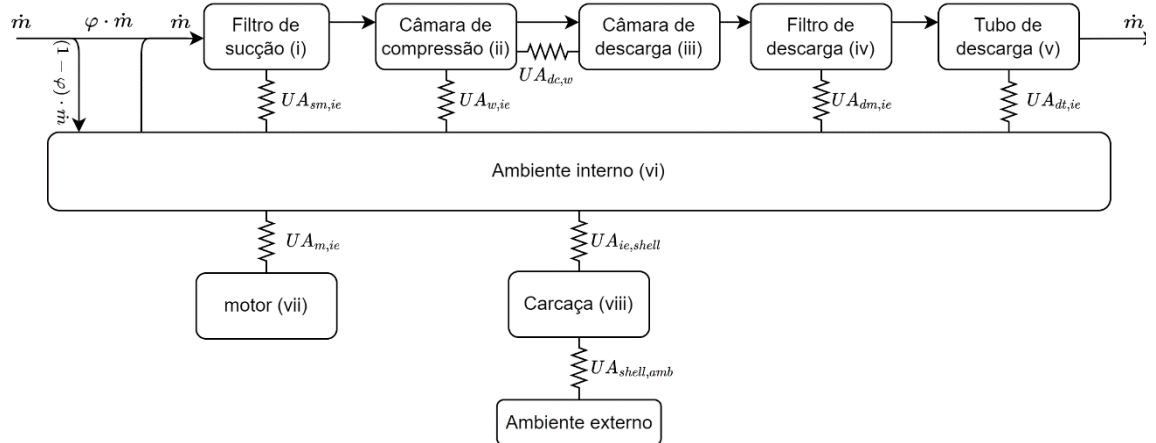 ṁ
φ · ṁ
ṁ
(1 − φ) · ṁ
Filtro de
sucção (i)
Câmara de
compressão (ii)
Câmara de
descarga (iii)
Filtro de
descarga (iv)
Tubo de
descarga (v)
ṁ
UA_{dc,w}
UA_{sm,ie}
UA_{w,ie}
UA_{dm,ie}
UA_{dt,ie}
Ambiente interno (vi)
UA_{m,ie}
UA_{ie,shell}
motor (vii)
Carcaça (viii)
UA_{shell,amb}
Ambiente externo